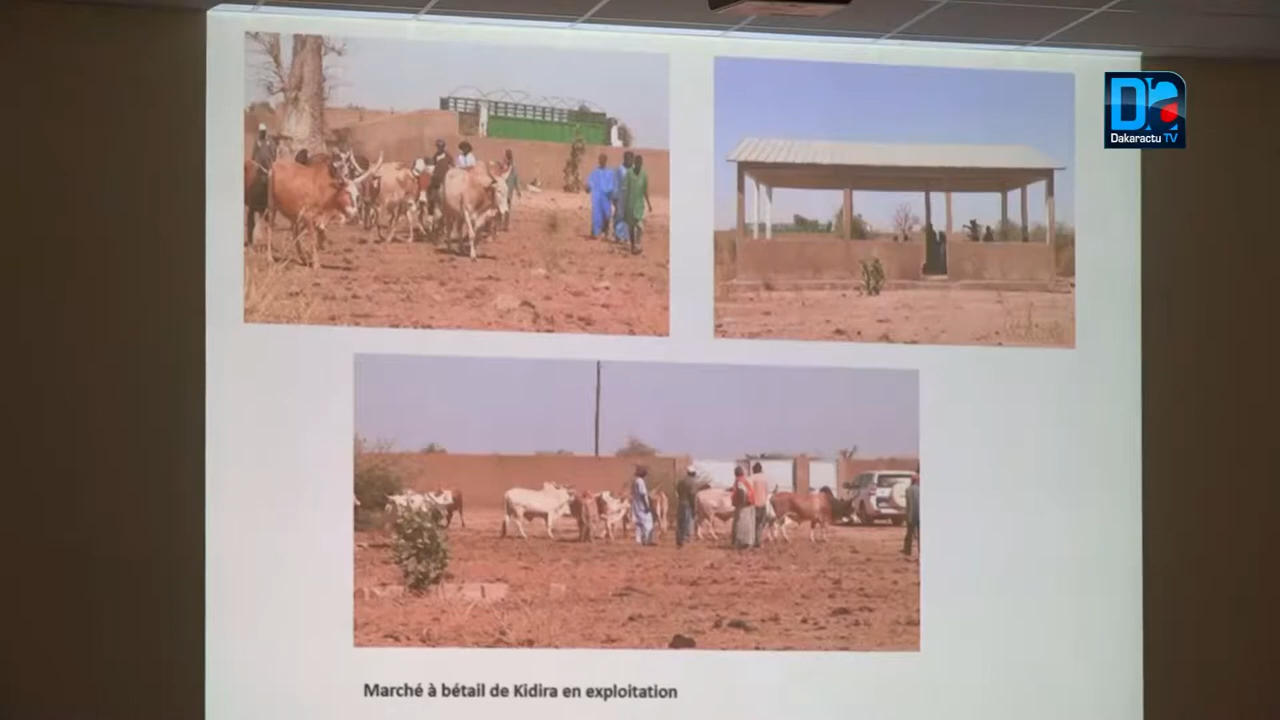 Dakaractu TV
Marché à bétail de Kidira en exploitation